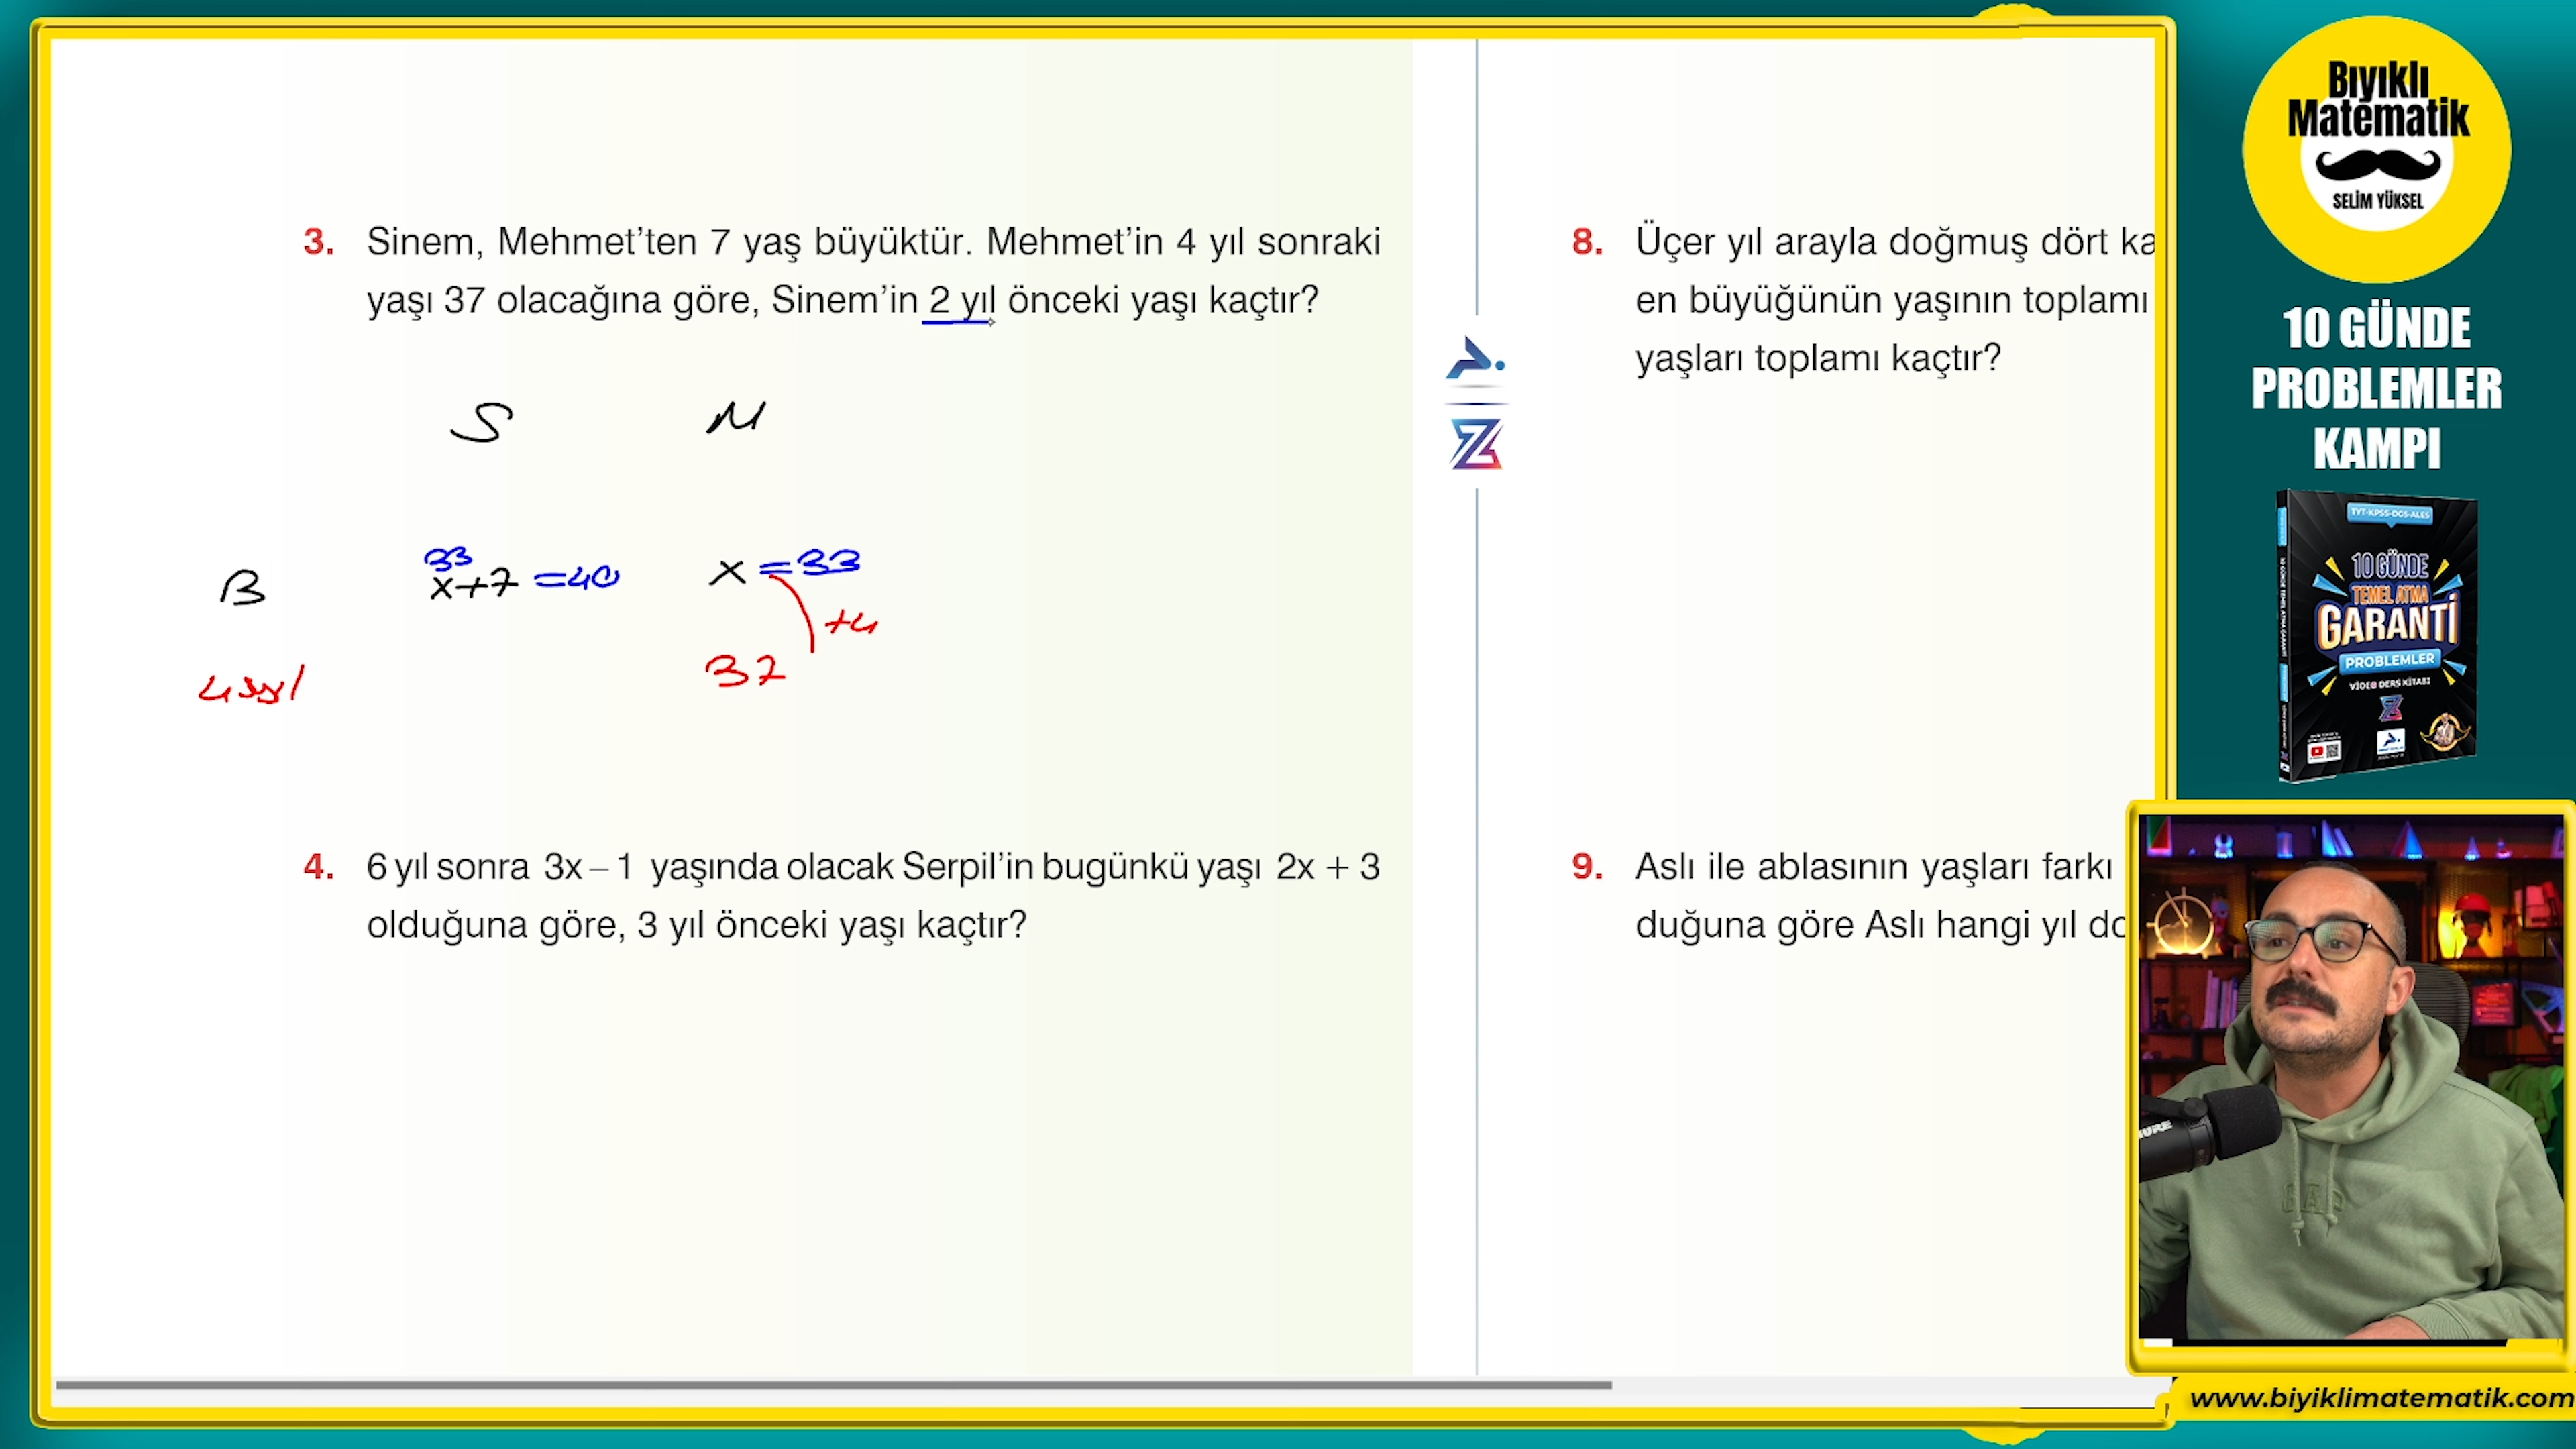 3. Sinem, Mehmet'ten 7 yaş büyüktür. Mehmet'in 4 yıl sonraki
yaşı 37 olacağına göre, Sinem'in 2 yıl önceki yaşı kaçtır?
S M
33
B x+7 =40 x =33
+4
4 yıl 37
4. 6 yıl sonra 3x – 1 yaşında olacak Serpil'in bugünkü yaşı 2x + 3
olduğuna göre, 3 yıl önceki yaşı kaçtır?
8. Üçer yıl arayla doğmuş dört ka
en büyüğünün yaşının toplamı
yaşları toplamı kaçtır?
9. Aslı ile ablasının yaşları farkı
duğuna göre Aslı hangi yıl do
Bıyıklı
Matematik
SELİM YÜKSEL
10 GÜNDE
PROBLEMLER
KAMPI
TYT-KPSS-DGS-ALES
10 GÜNDE
TEMEL ATMA
GARANTİ
PROBLEMLER
VİDEO DERS KİTABI
GAP
www.biyiklimatematik.com